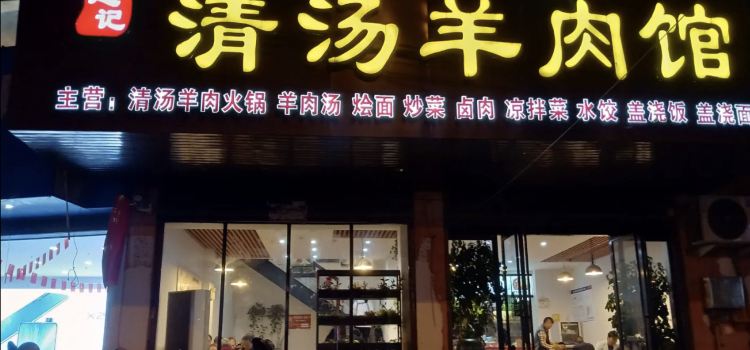 记
清汤羊肉馆
主营：清汤羊肉火锅 羊肉汤 烩面 炒菜 卤肉 凉拌菜 水饺 盖浇饭 盖浇面